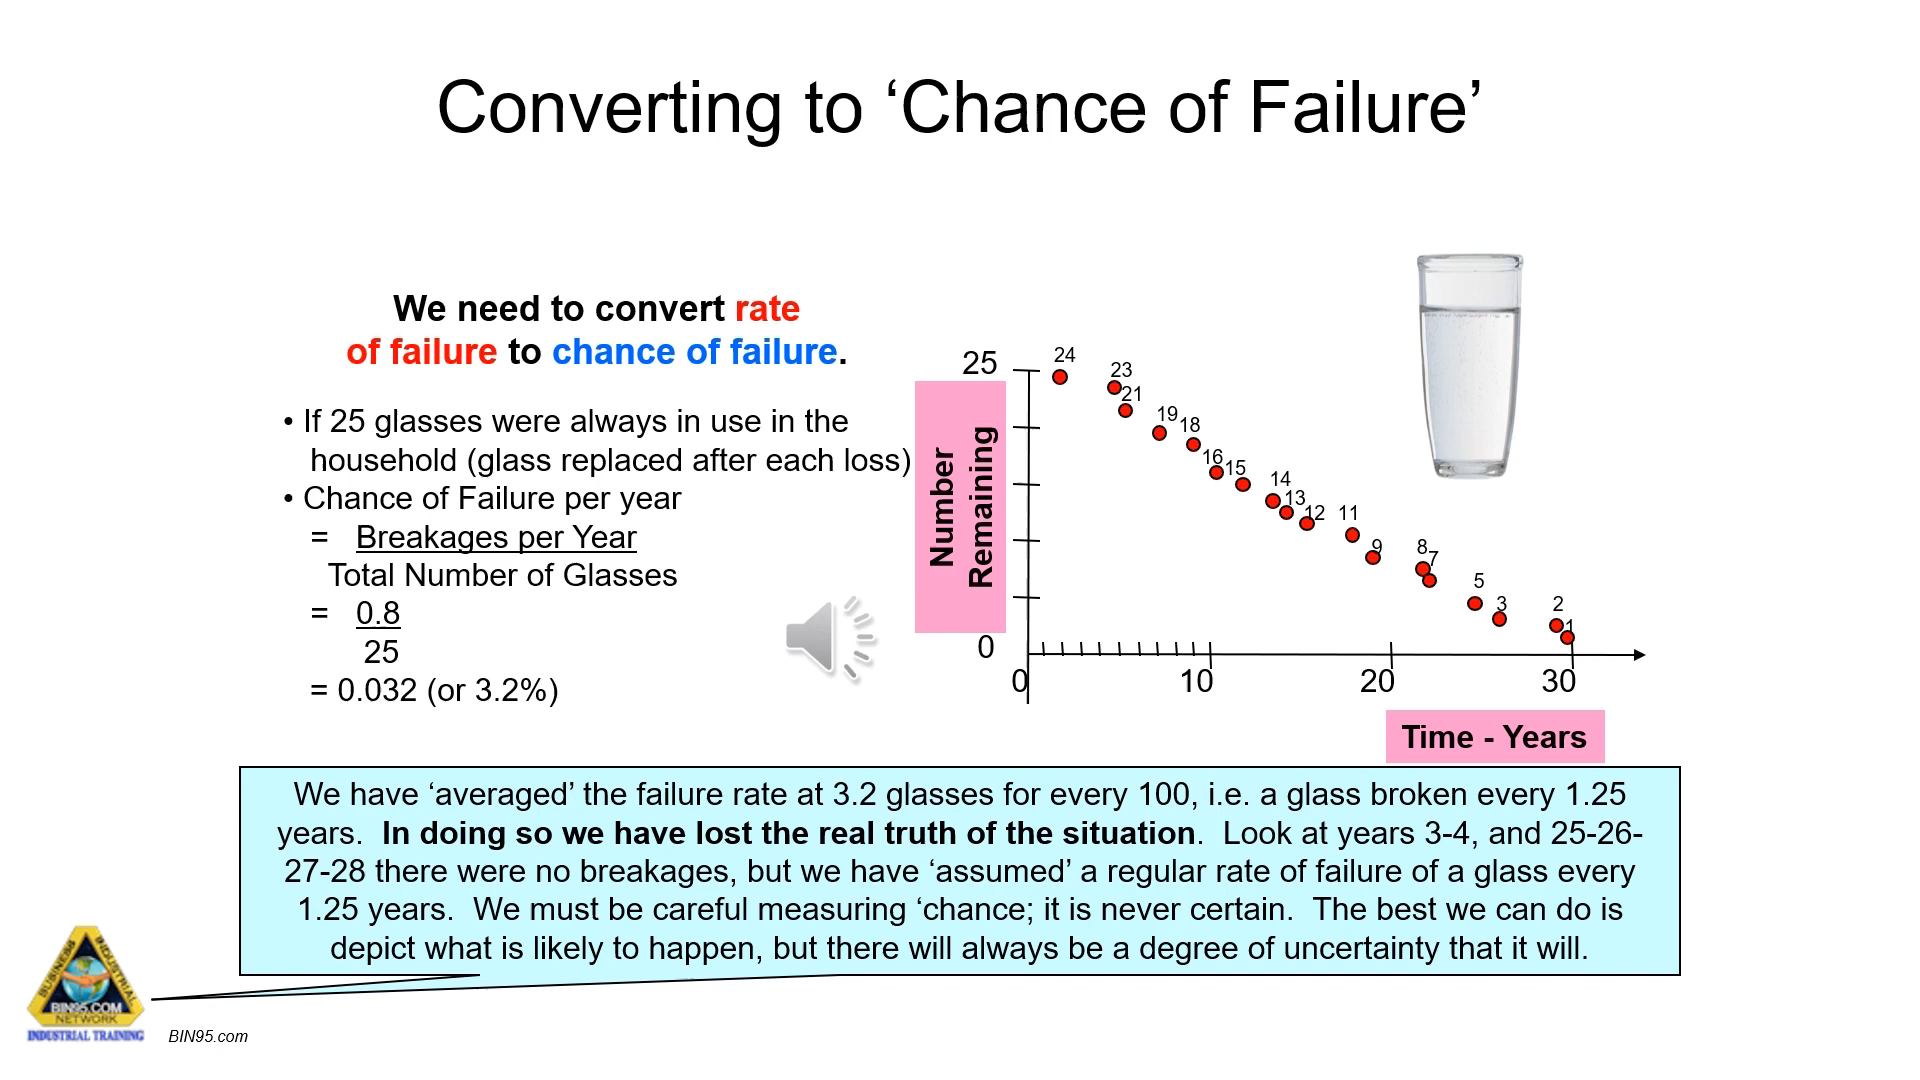 Converting to ‘Chance of Failure’
We need to convert rate
of failure to chance of failure.
• If 25 glasses were always in use in the
household (glass replaced after each loss)
• Chance of Failure per year
= Breakages per Year
Total Number of Glasses
= 0.8
25
= 0.032 (or 3.2%)
25
Number
Remaining
0
24
23
21
19
18
16
15
14
13
12
11
9
8
7
5
3
2
1
0
10
20
30
Time - Years
We have ‘averaged’ the failure rate at 3.2 glasses for every 100, i.e. a glass broken every 1.25
years. In doing so we have lost the real truth of the situation. Look at years 3-4, and 25-26-
27-28 there were no breakages, but we have ‘assumed’ a regular rate of failure of a glass every
1.25 years. We must be careful measuring ‘chance; it is never certain. The best we can do is
depict what is likely to happen, but there will always be a degree of uncertainty that it will.
BUSINESS
INDUSTRIAL
BIN95.COM
NETWORK
INDUSTRIAL TRAINING
BIN95.com